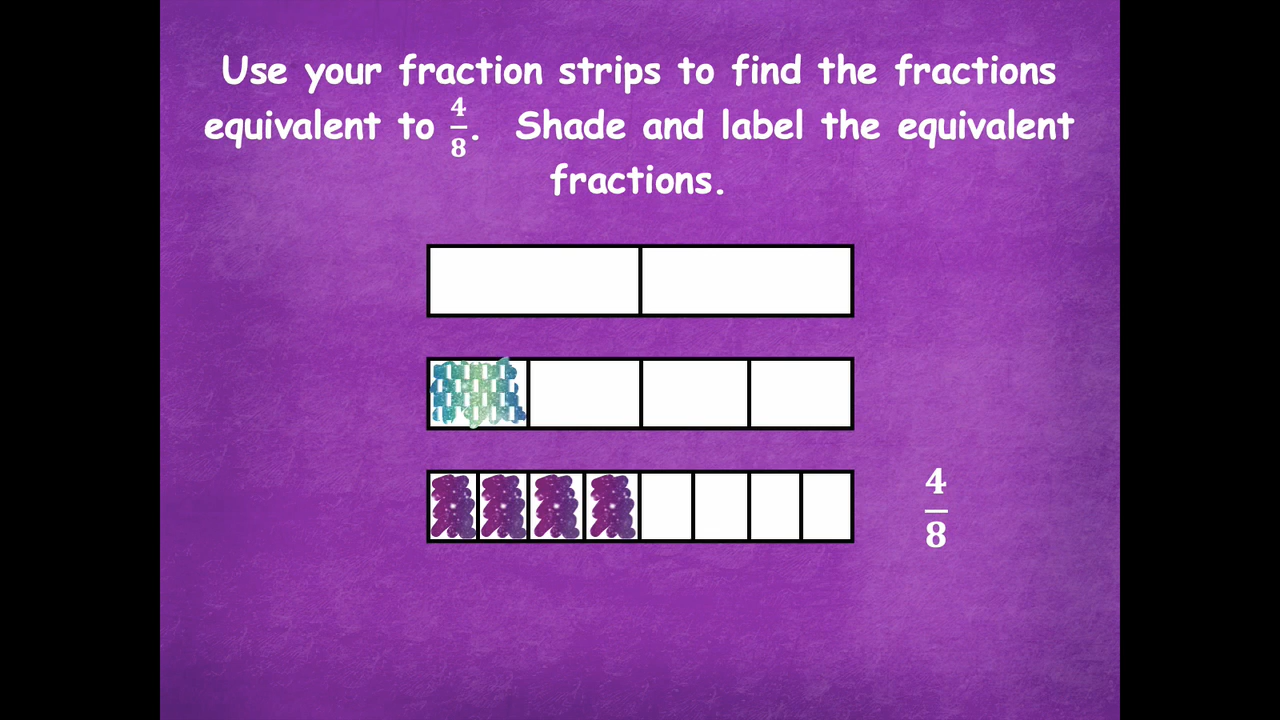 Use your fraction strips to find the fractions
equivalent to 4/8. Shade and label the equivalent
fractions.
4/8